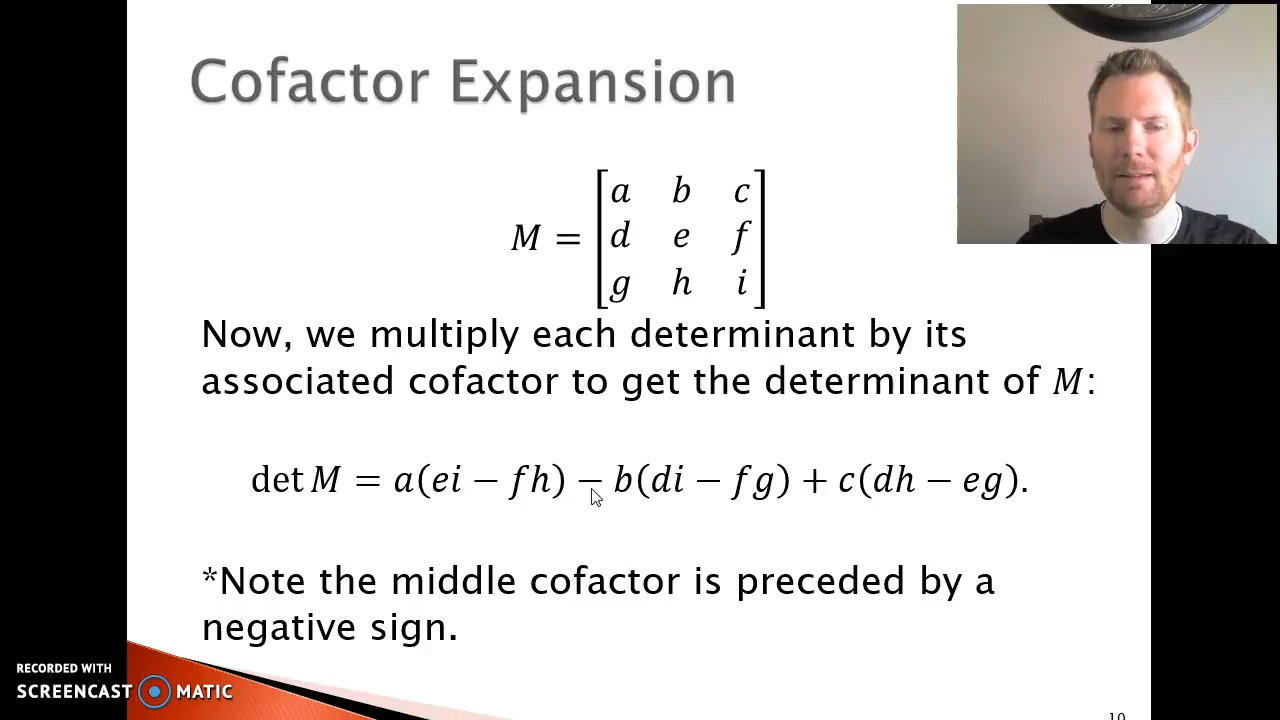 Cofactor Expansion
M = [a b c
d e f
g h i]
Now, we multiply each determinant by its
associated cofactor to get the determinant of M:
det M = a(ei − fh) − b(di − fg) + c(dh − eg).
*Note the middle cofactor is preceded by a
negative sign.
RECORDED WITH
SCREENCAST MATIC
10